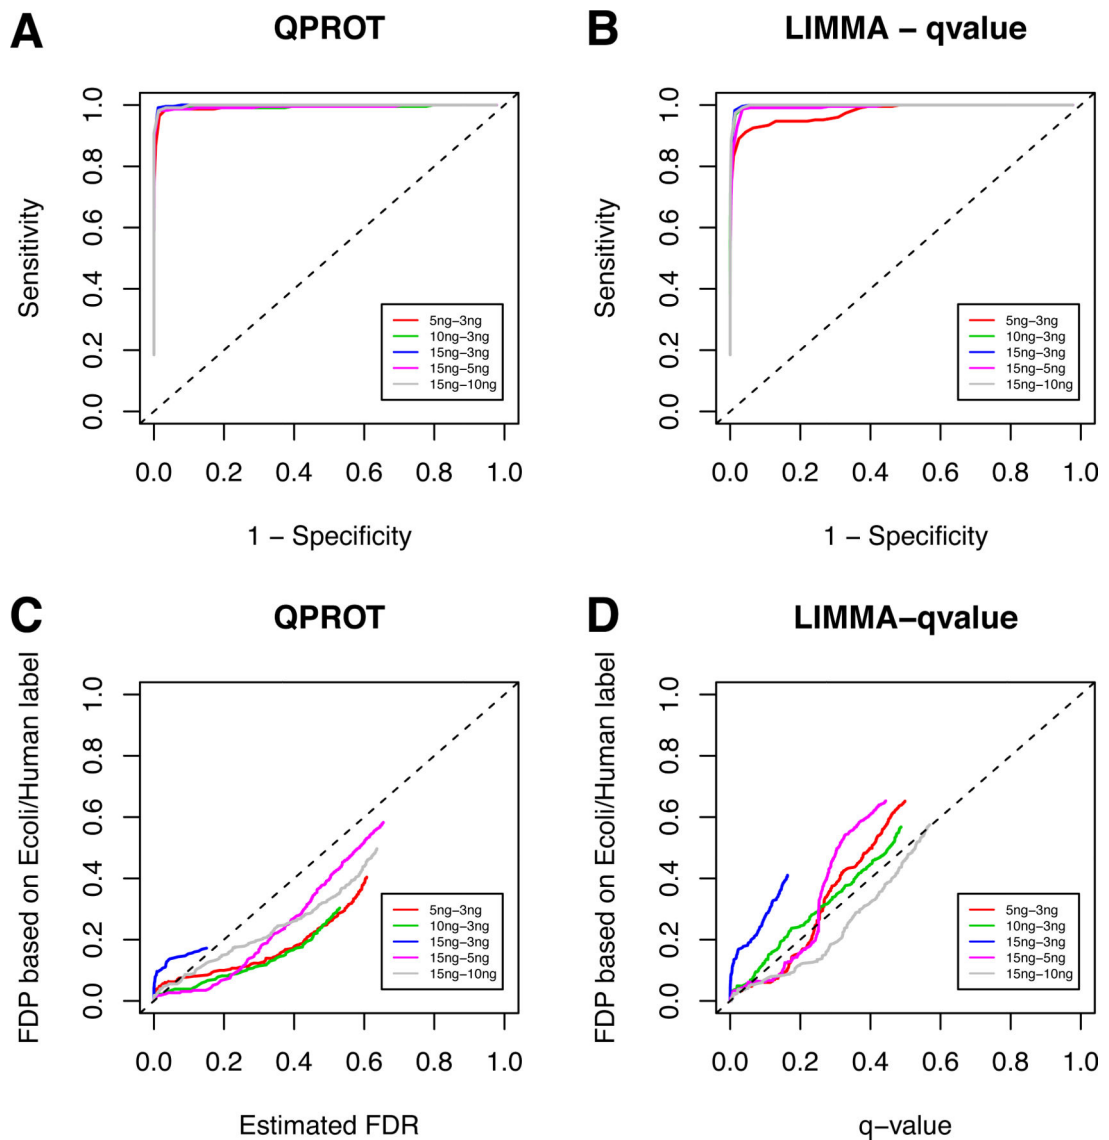 A
QPROT
Sensitivity
0.0 0.2 0.4 0.6 0.8 1.0
5ng−3ng
10ng−3ng
15ng−3ng
15ng−5ng
15ng−10ng
0.0 0.2 0.4 0.6 0.8 1.0
1 − Specificity
B
LIMMA − qvalue
Sensitivity
0.0 0.2 0.4 0.6 0.8 1.0
5ng−3ng
10ng−3ng
15ng−3ng
15ng−5ng
15ng−10ng
0.0 0.2 0.4 0.6 0.8 1.0
1 − Specificity
C
QPROT
FDP based on Ecoli/Human label
0.0 0.2 0.4 0.6 0.8 1.0
5ng−3ng
10ng−3ng
15ng−3ng
15ng−5ng
15ng−10ng
0.0 0.2 0.4 0.6 0.8 1.0
Estimated FDR
D
LIMMA−qvalue
FDP based on Ecoli/Human label
0.0 0.2 0.4 0.6 0.8 1.0
5ng−3ng
10ng−3ng
15ng−3ng
15ng−5ng
15ng−10ng
0.0 0.2 0.4 0.6 0.8 1.0
q−value